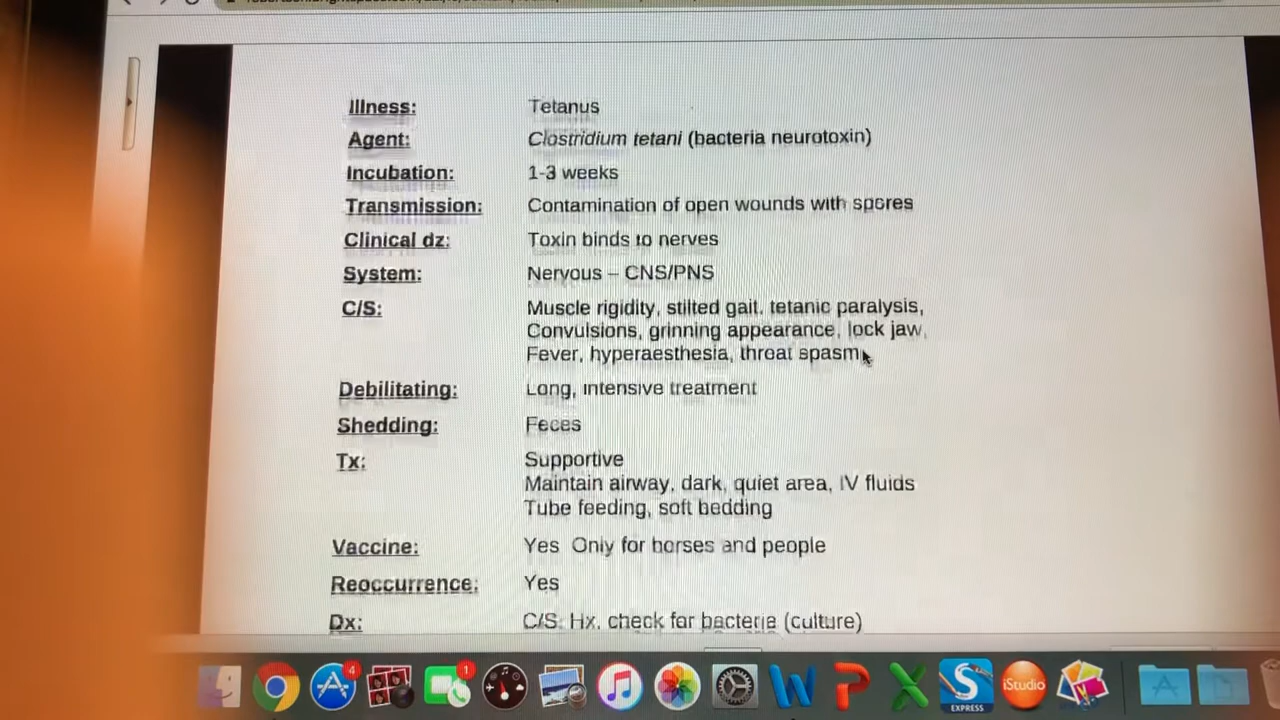 Illness: Tetanus
Agent: Clostridium tetani (bacteria neurotoxin)
Incubation: 1-3 weeks
Transmission: Contamination of open wounds with spores
Clinical dz: Toxin binds to nerves
System: Nervous – CNS/PNS
C/S: Muscle rigidity, stilted gait, tetanic paralysis,
Convulsions, grinning appearance, lock jaw,
Fever, hyperaesthesia, throat spasm
Debilitating: Long, intensive treatment
Shedding: Feces
Tx: Supportive
Maintain airway, dark, quiet area, IV fluids
Tube feeding, soft bedding
Vaccine: Yes Only for horses and people
Reoccurrence: Yes
Dx: C/S, Hx, check for bacteria (culture)
4
1
W P X S EXPRESS iStudio